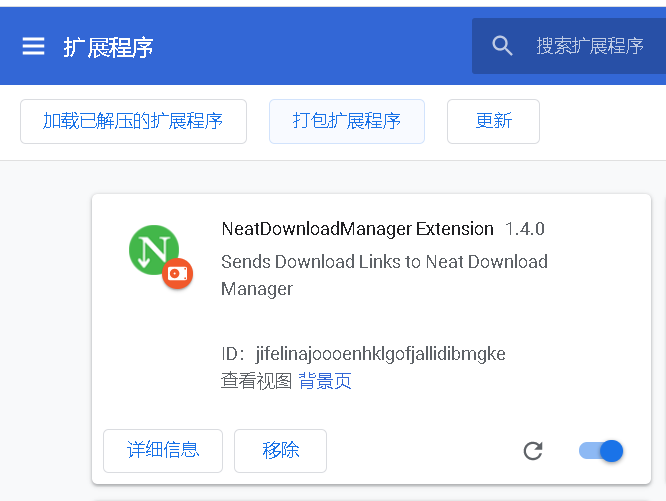 扩展程序
搜索扩展程序
加载已解压的扩展程序
打包扩展程序
更新
NeatDownloadManager Extension 1.4.0
Sends Download Links to Neat Download
Manager
ID：jifelinajoooenhklgofjallidibmgke
查看视图 背景页
详细信息
移除